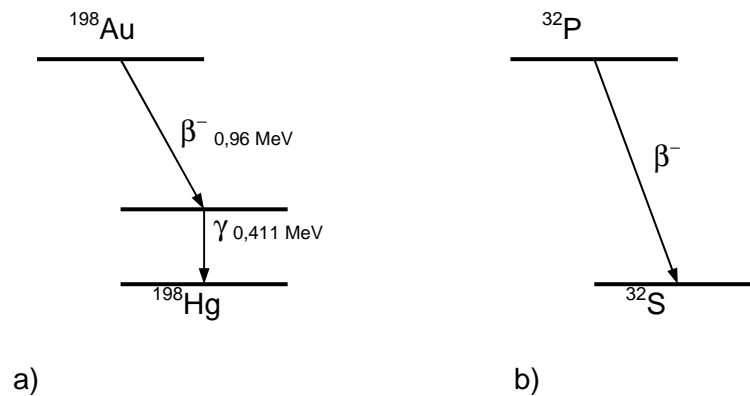 ¹⁹⁸Au
β⁻ 0,96 MeV
γ 0,411 MeV
¹⁹⁸Hg
a)
³²P
β⁻
³²S
b)